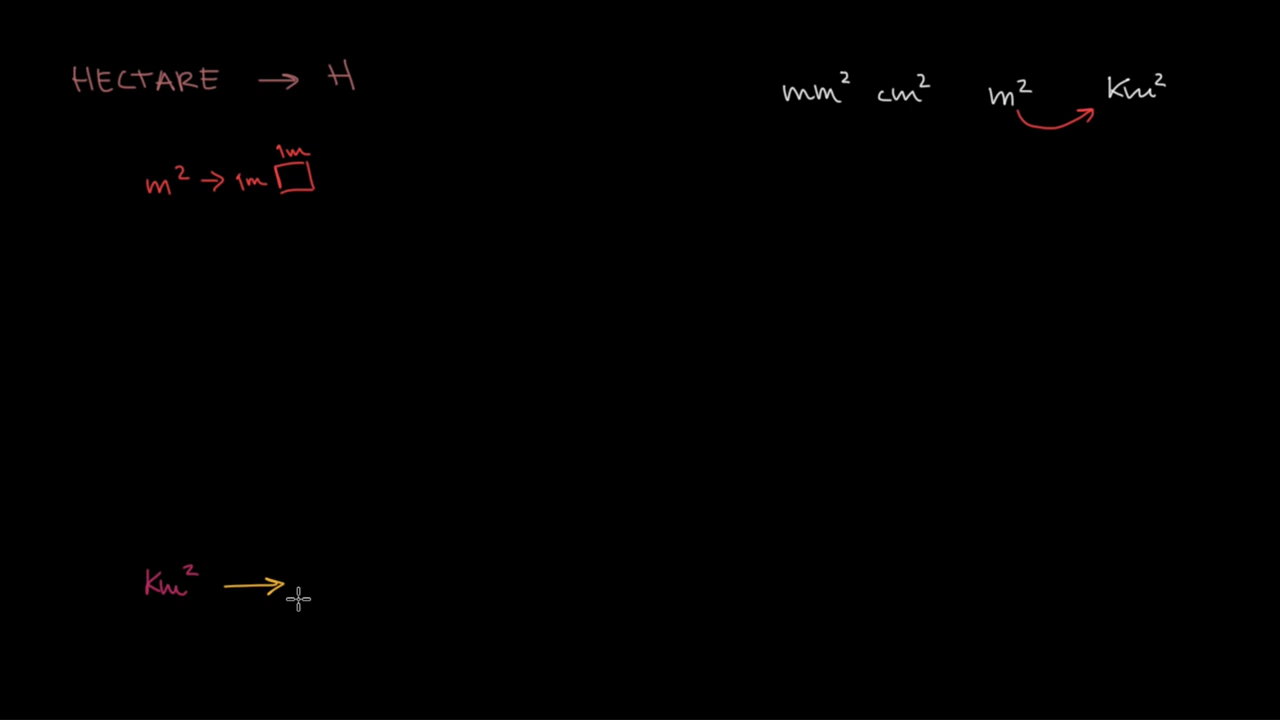 HECTARE → H
mm² cm² m² Km²
1m
m² → 1m
Km² →